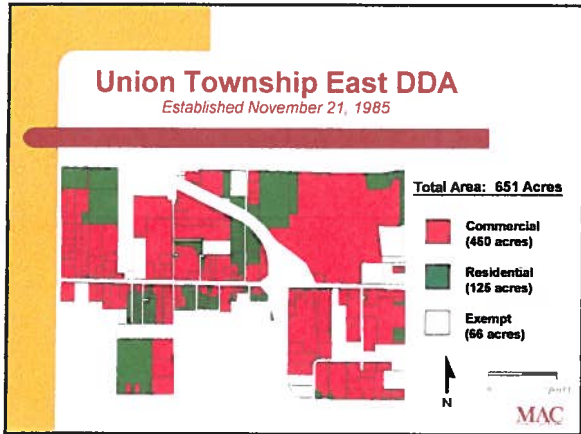 Union Township East DDA
Established November 21, 1985
Total Area: 651 Acres
Commercial
(460 acres)
Residential
(125 acres)
Exempt
(66 acres)
N
MAC